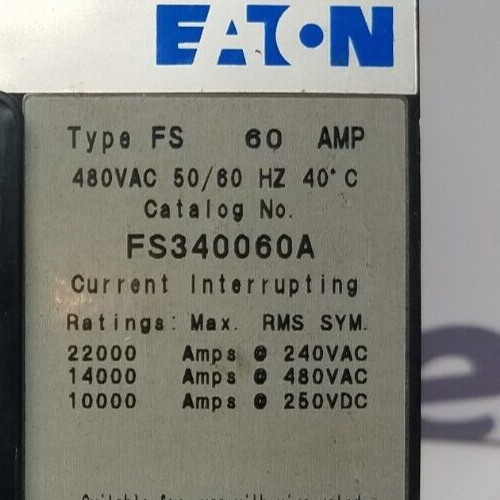 EATON
Type FS 60 AMP
480VAC 50/60 HZ 40°C
Catalog No.
FS340060A
Current Interrupting
Ratings: Max. RMS SYM.
22000 Amps @ 240VAC
14000 Amps @ 480VAC
10000 Amps @ 250VDC
e